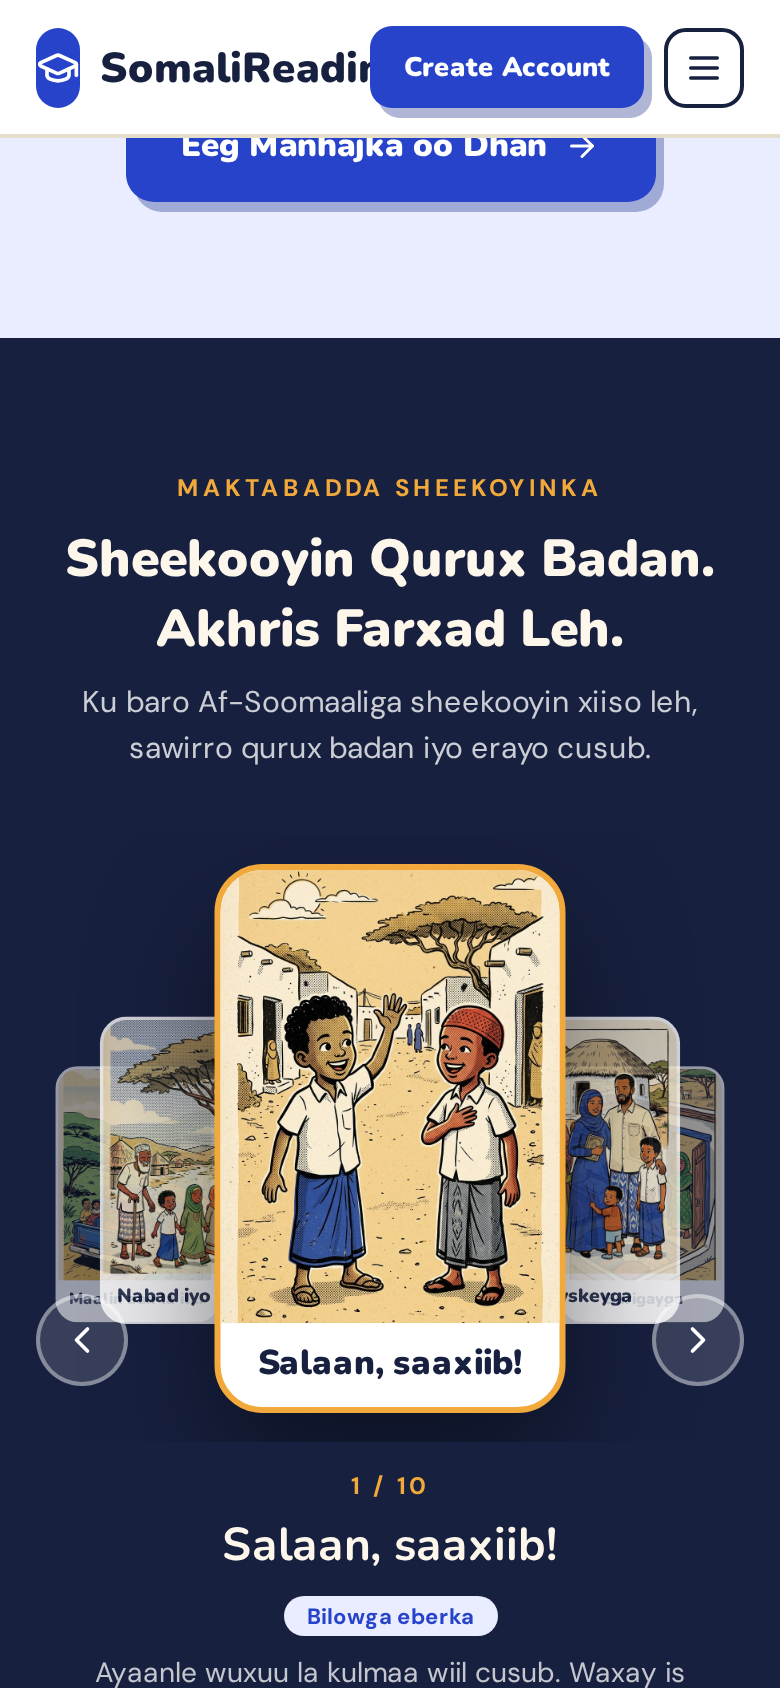 SomaliReadin
Create Account
Eeg Manhajka oo Dhan
MAKTABADDA SHEEKOYINKA
Sheekooyin Qurux Badan.
Akhris Farxad Leh.
Ku baro Af-Soomaaliga sheekooyin xiiso leh,
sawirro qurux badan iyo erayo cusub.
Nabad iyo
Salaan, saaxiib!
1 / 10
Salaan, saaxiib!
Bilowga eberka
Ayaanle wuxuu la kulmaa wiil cusub. Waxay is